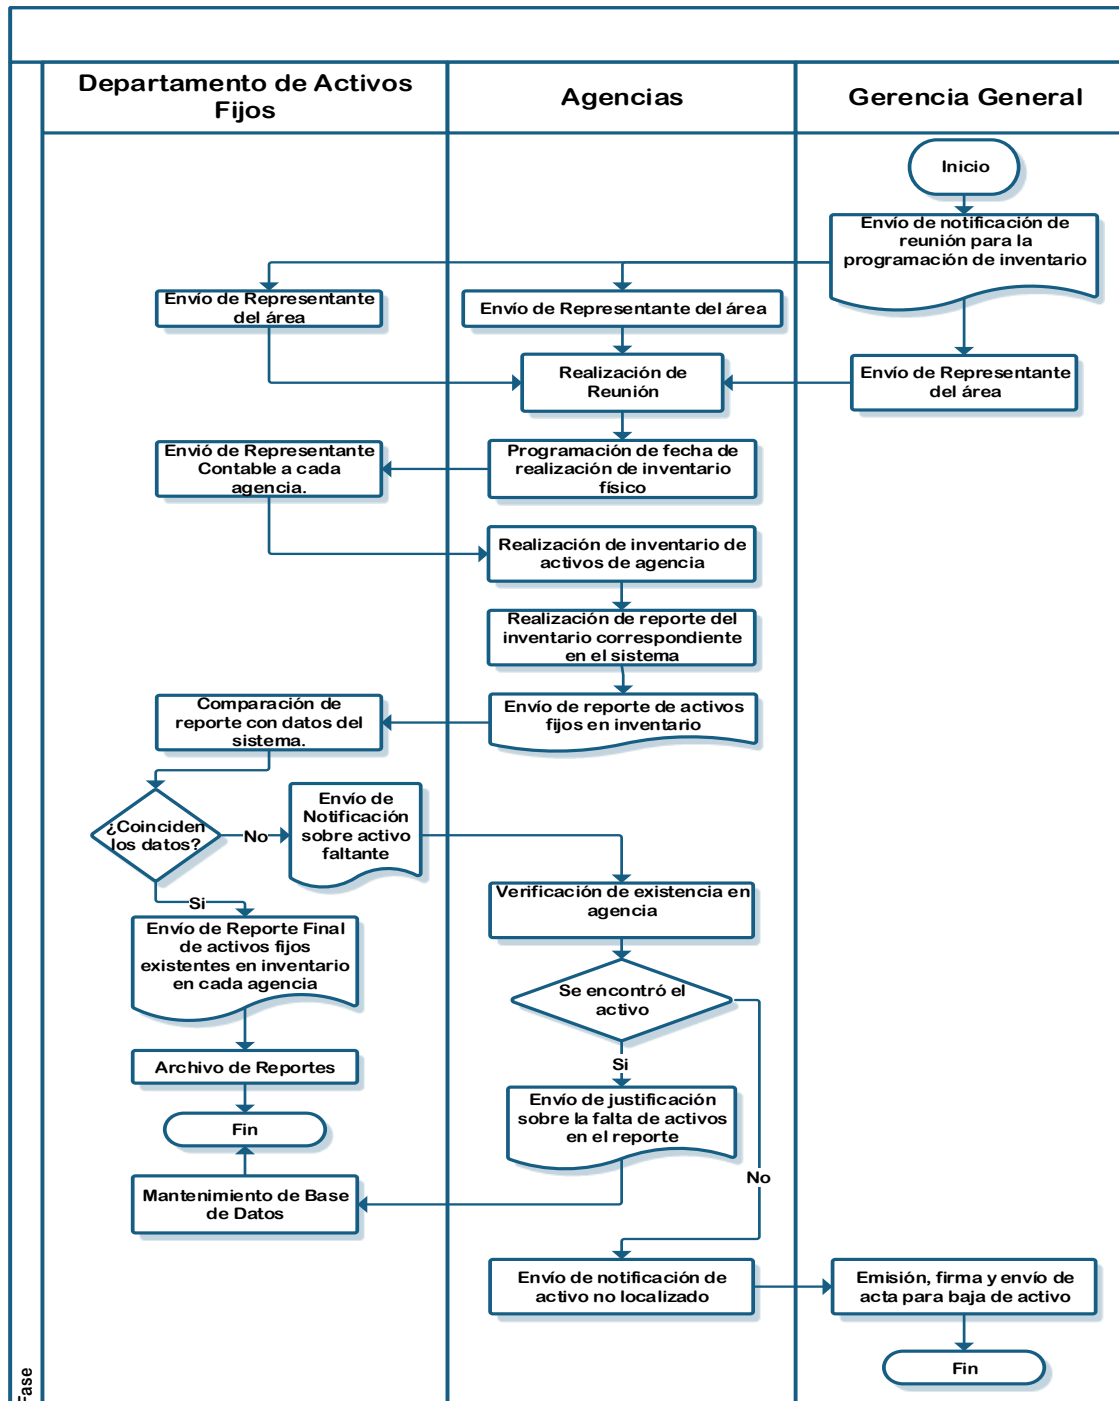 Departamento de Activos
Fijos
Agencias
Gerencia General
Inicio
Envío de notificación de
reunión para la
programación de inventario
Envío de Representante
del área
Envío de Representante del área
Realización de
Reunión
Envío de Representante
del área
Envió de Representante
Contable a cada
agencia.
Programación de fecha de
realización de inventario
físico
Realización de inventario de
activos de agencia
Realización de reporte del
inventario correspondiente
en el sistema
Comparación de
reporte con datos del
sistema.
Envío de reporte de activos
fijos en inventario
¿Coinciden
los datos?
No
Envío de
Notificación
sobre activo
faltante
Si
Verificación de existencia en
agencia
Envío de Reporte Final
de activos fijos
existentes en inventario
en cada agencia
Se encontró el
activo
Archivo de Reportes
Si
Envío de justificación
sobre la falta de activos
en el reporte
Fin
No
Mantenimiento de Base
de Datos
Envío de notificación de
activo no localizado
Emisión, firma y envío de
acta para baja de activo
Fin
Fase